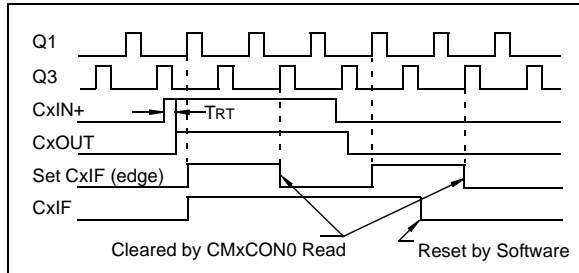 Q1
Q3
CxIN+
TRT
CxOUT
Set CxIF (edge)
CxIF
Cleared by CMxCON0 Read
Reset by Software